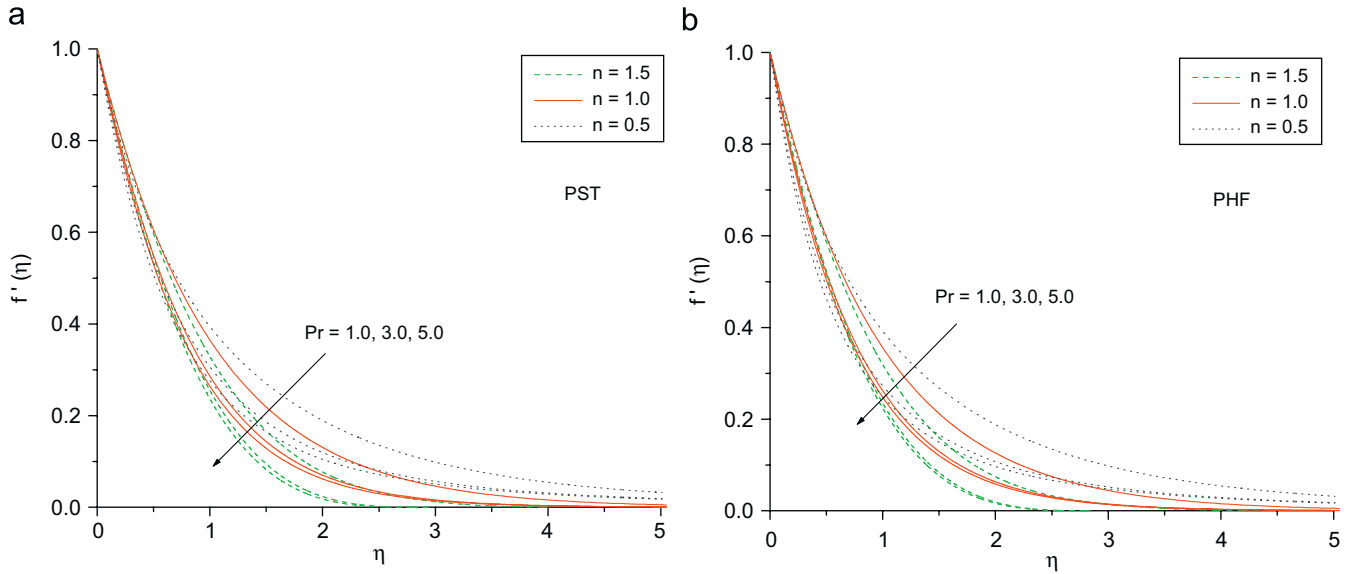 a
1.0
0.8
0.6
0.4
0.2
0.0
f ' (η)
0 1 2 3 4 5
η
n = 1.5
n = 1.0
n = 0.5
PST
Pr = 1.0, 3.0, 5.0
b
1.0
0.8
0.6
0.4
0.2
0.0
f ' (η)
0 1 2 3 4 5
η
n = 1.5
n = 1.0
n = 0.5
PHF
Pr = 1.0, 3.0, 5.0